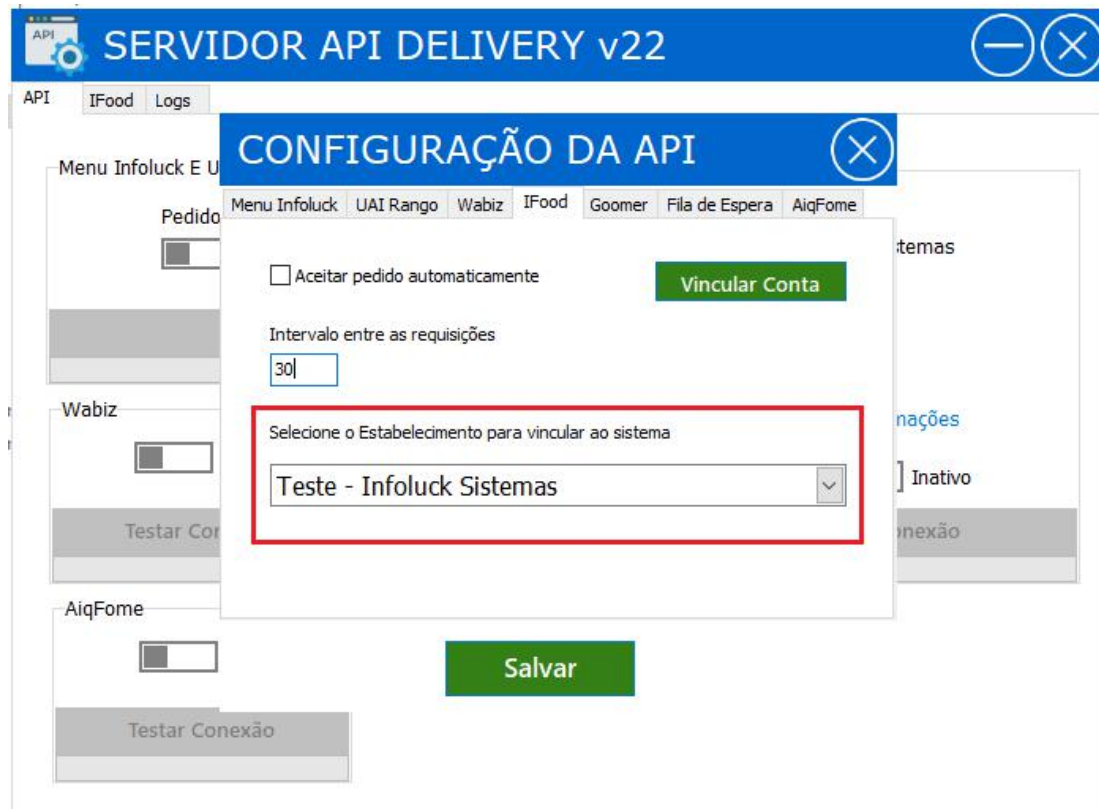 API
SERVIDOR API DELIVERY v22
API IFood Logs
CONFIGURAÇÃO DA API
Menu Infoluck E U
Menu Infoluck UAI Rango Wabiz IFood Goomer Fila de Espera AiqFome
Pedido
stemas
Aceitar pedido automaticamente
Vincular Conta
Intervalo entre as requisições
30
Wabiz
mações
Selecione o Estabelecimento para vincular ao sistema
Teste - Infoluck Sistemas
Inativo
Testar Cor
onexão
AiqFome
Salvar
Testar Conexão